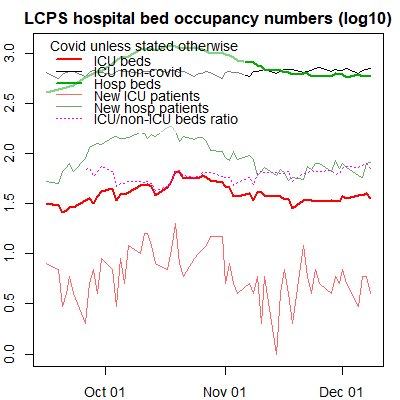 LCPS hospital bed occupancy numbers (log10)
Covid unless stated otherwise
ICU beds
ICU non-covid
Hosp beds
New ICU patients
New hosp patients
ICU/non-ICU beds ratio
3.0
2.5
2.0
1.5
1.0
0.5
0.0
Oct 01
Nov 01
Dec 01